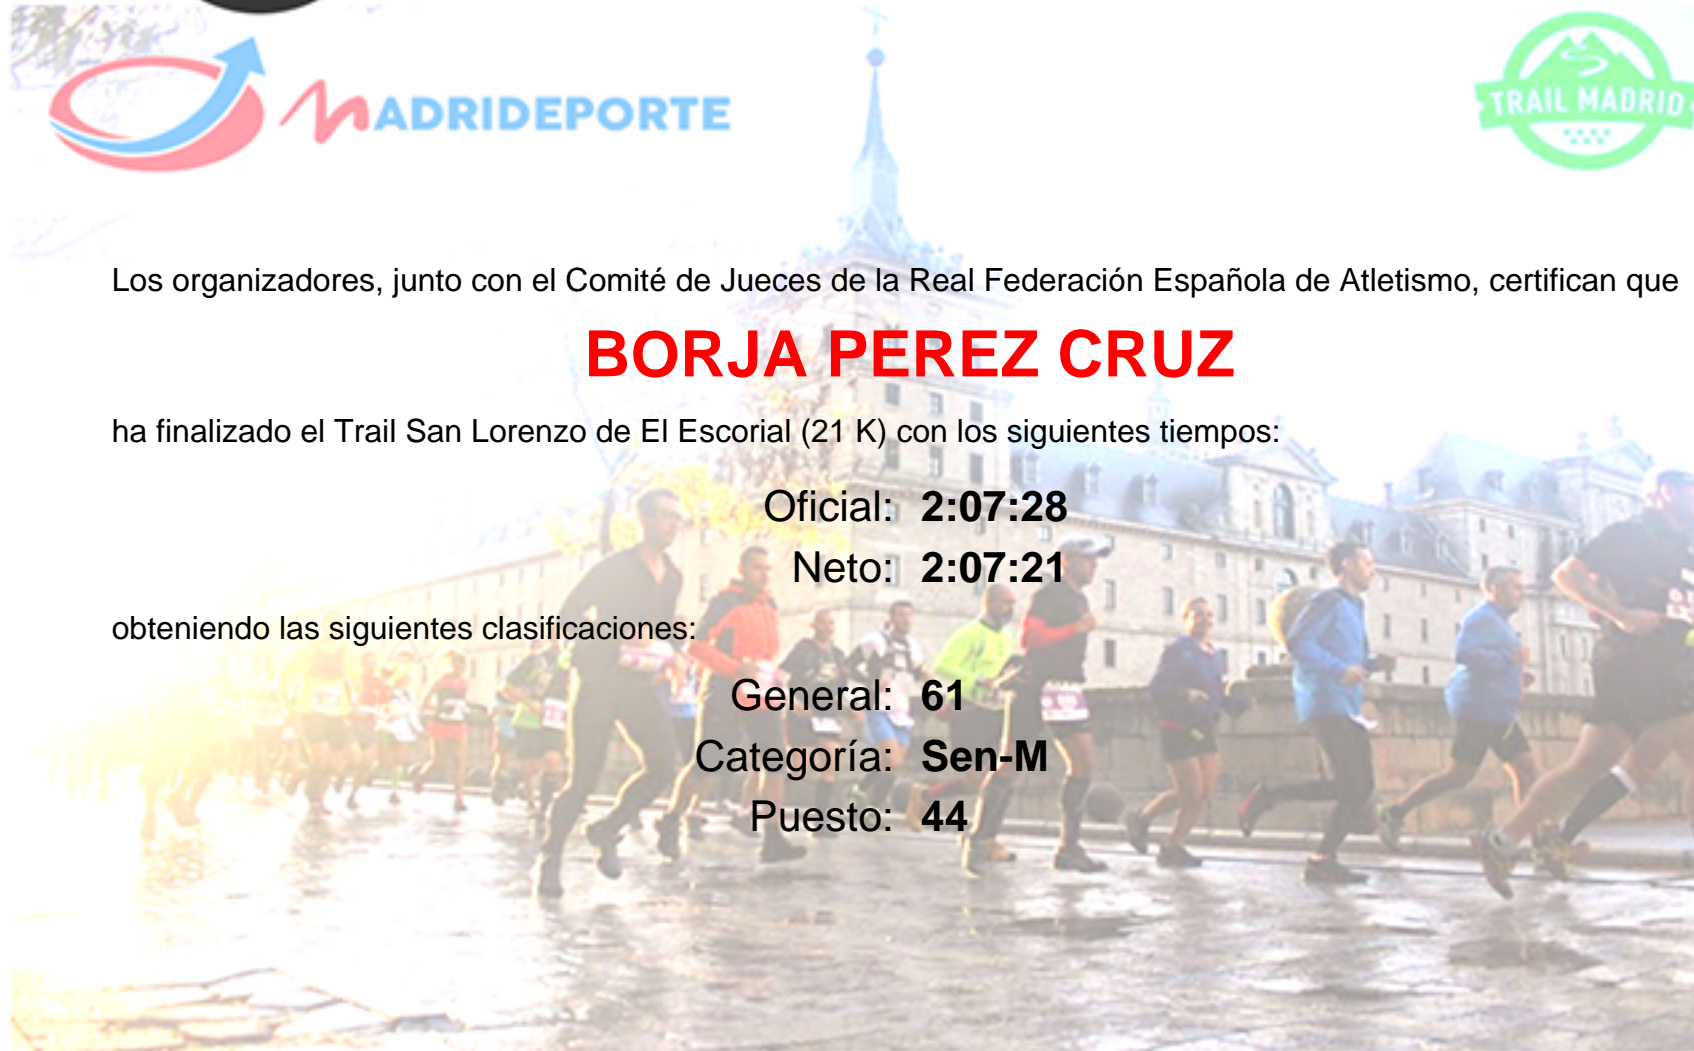 MADRIDEPORTE
TRAIL MADRID
Los organizadores, junto con el Comité de Jueces de la Real Federación Española de Atletismo, certifican que
BORJA PEREZ CRUZ
ha finalizado el Trail San Lorenzo de El Escorial (21 K) con los siguientes tiempos:
Oficial: 2:07:28
Neto: 2:07:21
obteniendo las siguientes clasificaciones:
General: 61
Categoría: Sen-M
Puesto: 44